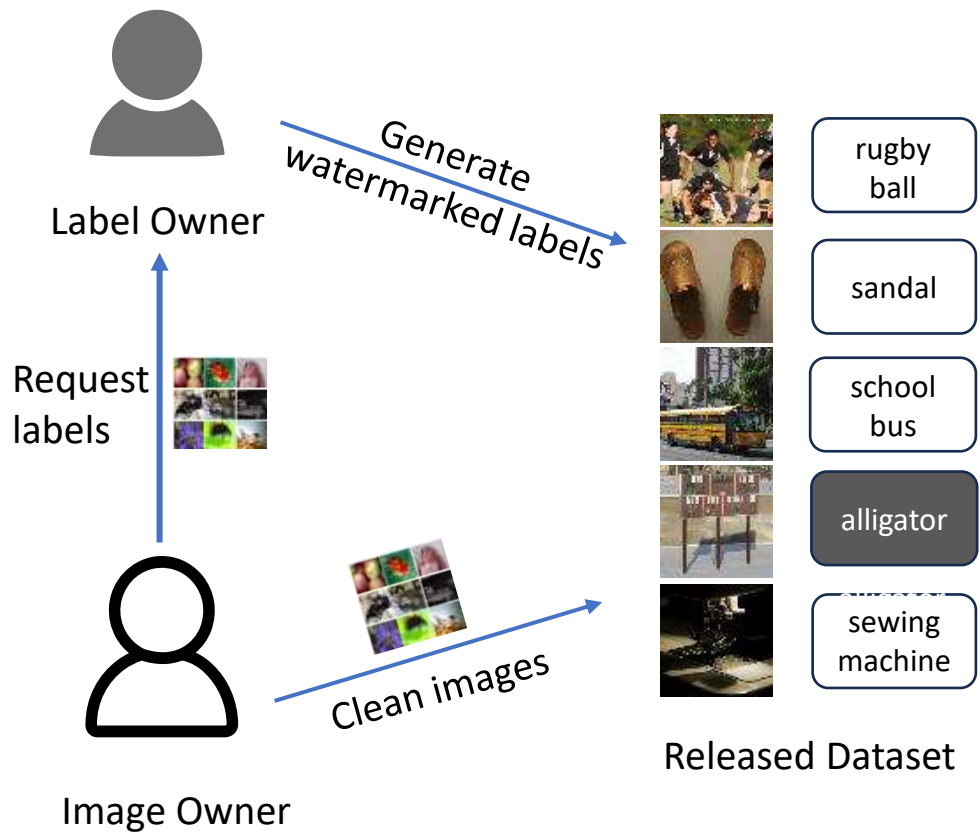 Label Owner
Generate
watermarked labels
Request
labels
Clean images
Image Owner
rugby
ball
sandal
school
bus
alligator
sewing
machine
Released Dataset